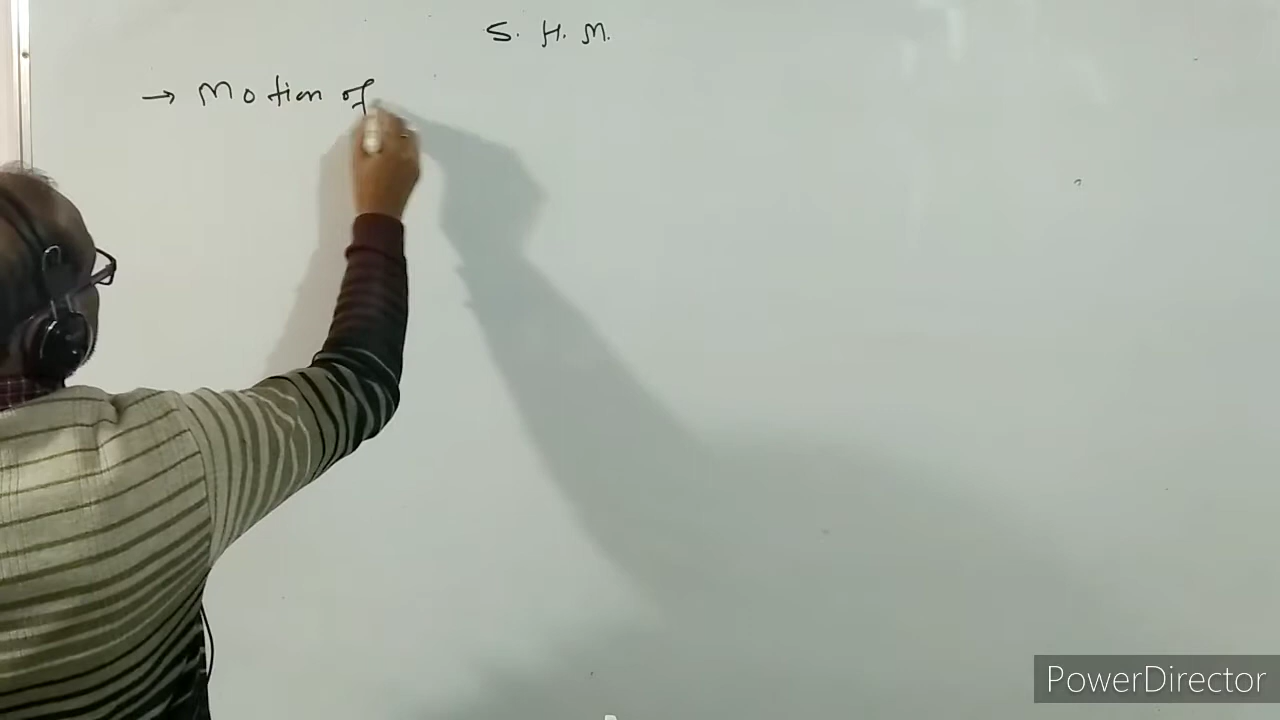 S. H. M.
→ Motion of
PowerDirector